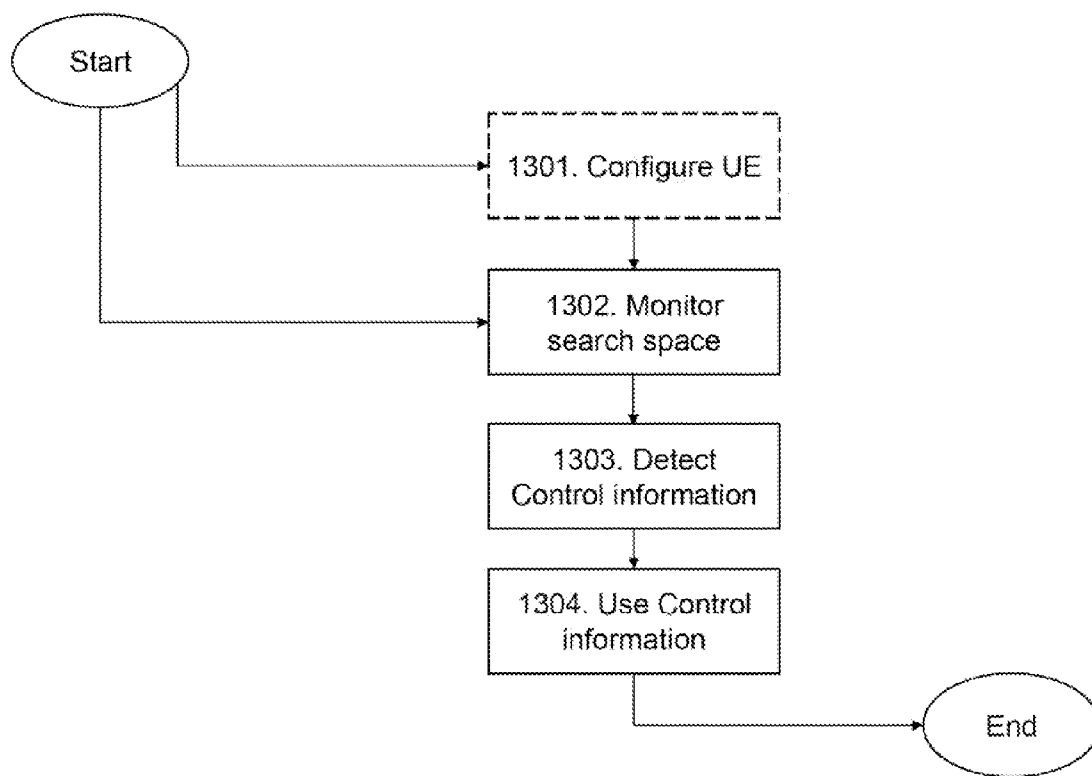 Start
1301. Configure UE
1302. Monitor
search space
1303. Detect
Control information
1304. Use Control
information
End